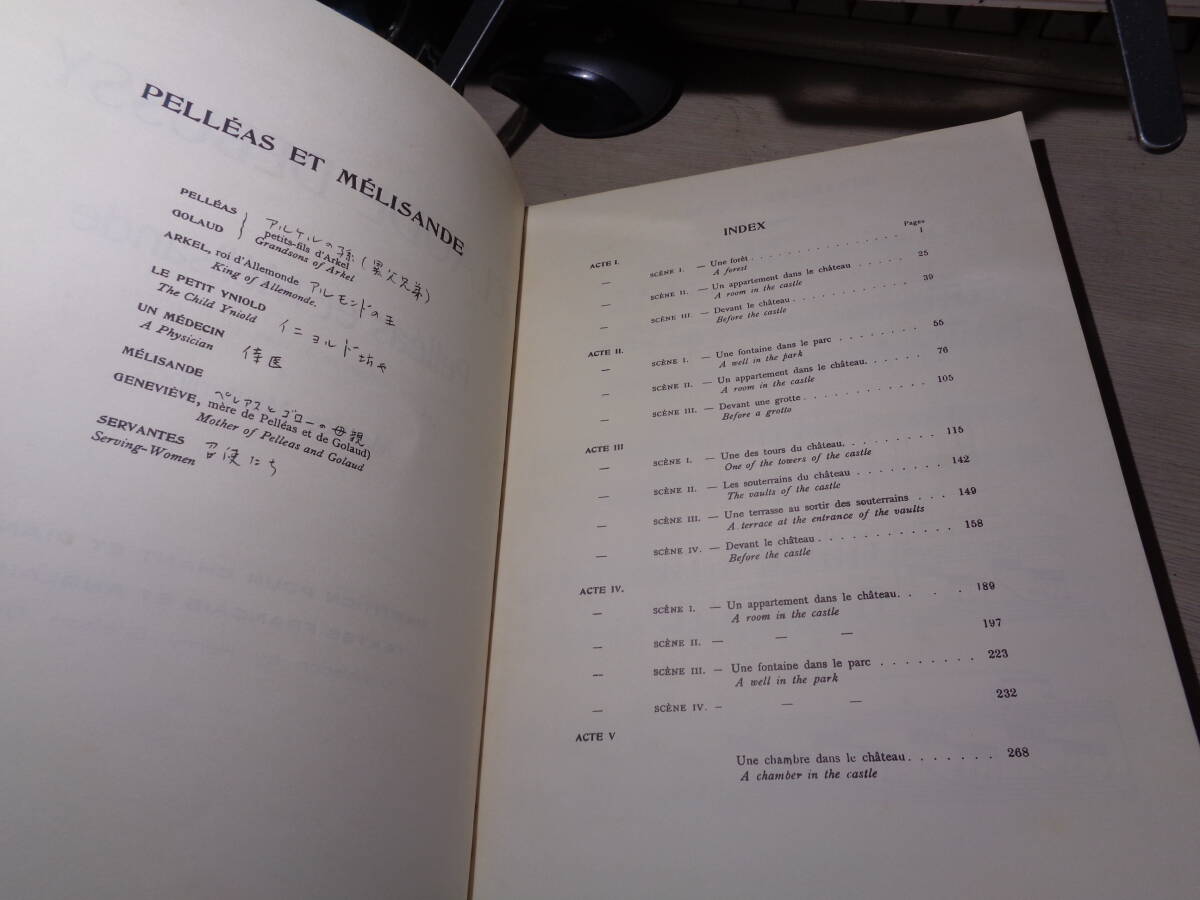 PELLÉAS ET MÉLISANDE
PELLÉAS
GOLAUD
アルケルの孫(異父兄弟)
petits-fils d'Arkel
Grandsons of Arkel
ARKEL, roi d'Allemonde アルモンドの王
King of Allemonde.
LE PETIT YNIOLD
The Child Yniold イニョルド坊や
UN MÉDECIN
A Physician 侍医
MÉLISANDE
ペレアスとゴローの母親
GENEVIÈVE, mère de Pelléas et de Golaud)
Mother of Pelleas and Golaud
SERVANTES 召使たち
Serving-Women
INDEX
Pages
ACTE I. SCÈNE I. — Une forêt . . . . . . . . . . . . 1
A forest
— SCÈNE II. — Un appartement dans le château . . . . . . 25
A room in the castle
— SCÈNE III. — Devant le château . . . . . . . . . . 39
Before the castle
ACTE II. SCÈNE I. — Une fontaine dans le parc . . . . . . . . 55
A well in the park
— SCÈNE II. — Un appartement dans le château. . . . . . 76
A room in the castle
— SCÈNE III. — Devant une grotte . . . . . . . . . . 105
Before a grotto
ACTE III SCÈNE I. — Une des tours du château. . . . . . . . 115
One of the towers of the castle
— SCÈNE II. — Les souterrains du château . . . . . . . 142
The vaults of the castle
— SCÈNE III. — Une terrasse au sortir des souterrains . . . 149
A terrace at the entrance of the vaults
— SCÈNE IV. — Devant le château . . . . . . . . . . . 158
Before the castle
ACTE IV.
— SCÈNE I. — Un appartement dans le château. . . . 189
A room in the castle
— SCÈNE II. — — — 197
— SCÈNE III. — Une fontaine dans le parc . . . . . . . . 223
A well in the park
— SCÈNE IV. – — — 232
ACTE V
Une chambre dans le château . . . . . . . 268
A chamber in the castle